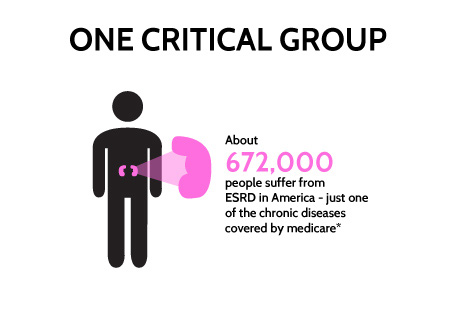 ONE CRITICAL GROUP
About
672,000
people suffer from
ESRD in America - just one
of the chronic diseases
covered by medicare*